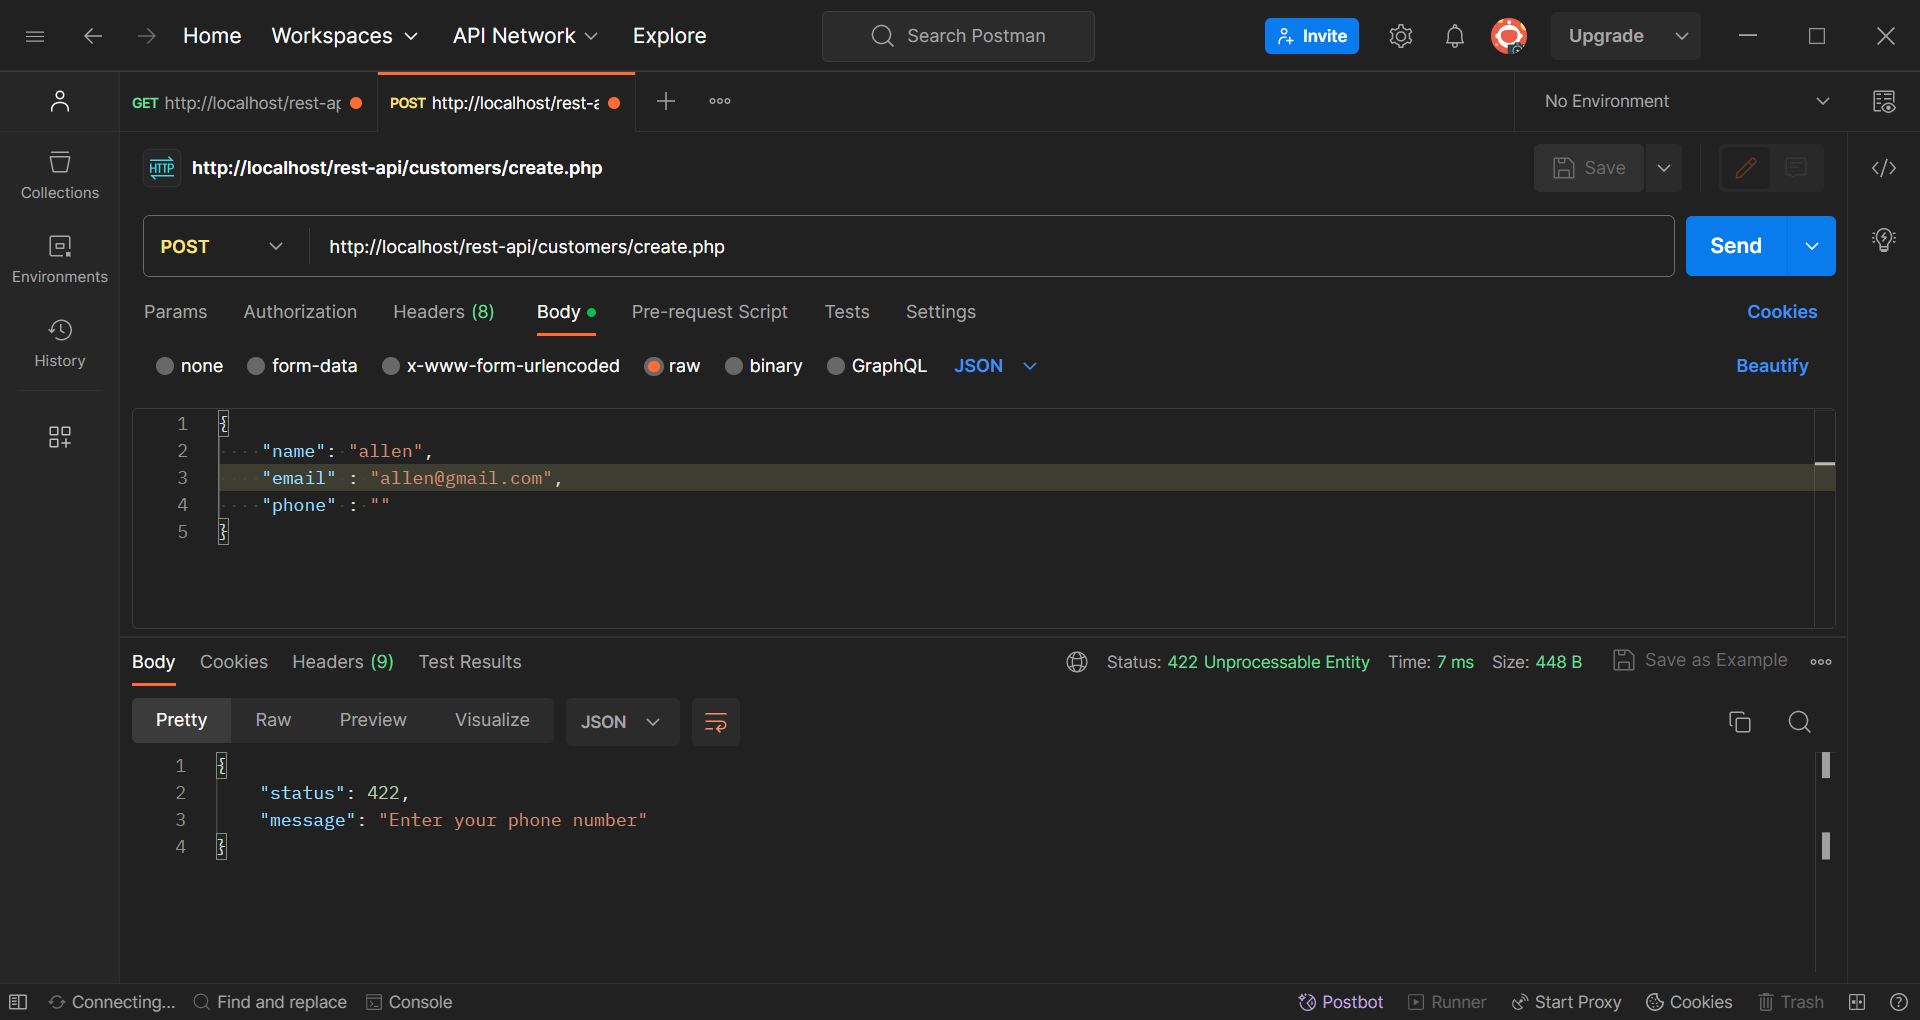 Home Workspaces API Network Explore Search Postman Invite Upgrade
GET http://localhost/rest-ap POST http://localhost/rest- No Environment
HTTP http://localhost/rest-api/customers/create.php Save
Collections
POST http://localhost/rest-api/customers/create.php Send
Environments
Params Authorization Headers (8) Body Pre-request Script Tests Settings Cookies
History
none form-data x-www-form-urlencoded raw binary GraphQL JSON Beautify
1 {
2 "name": "allen",
3 "email" : "allen@gmail.com",
4 "phone" : ""
5 }
Body Cookies Headers (9) Test Results Status: 422 Unprocessable Entity Time: 7 ms Size: 448 B Save as Example
Pretty Raw Preview Visualize JSON
1 {
2 "status": 422,
3 "message": "Enter your phone number"
4 }
Connecting... Find and replace Console Postbot Runner Start Proxy Cookies Trash